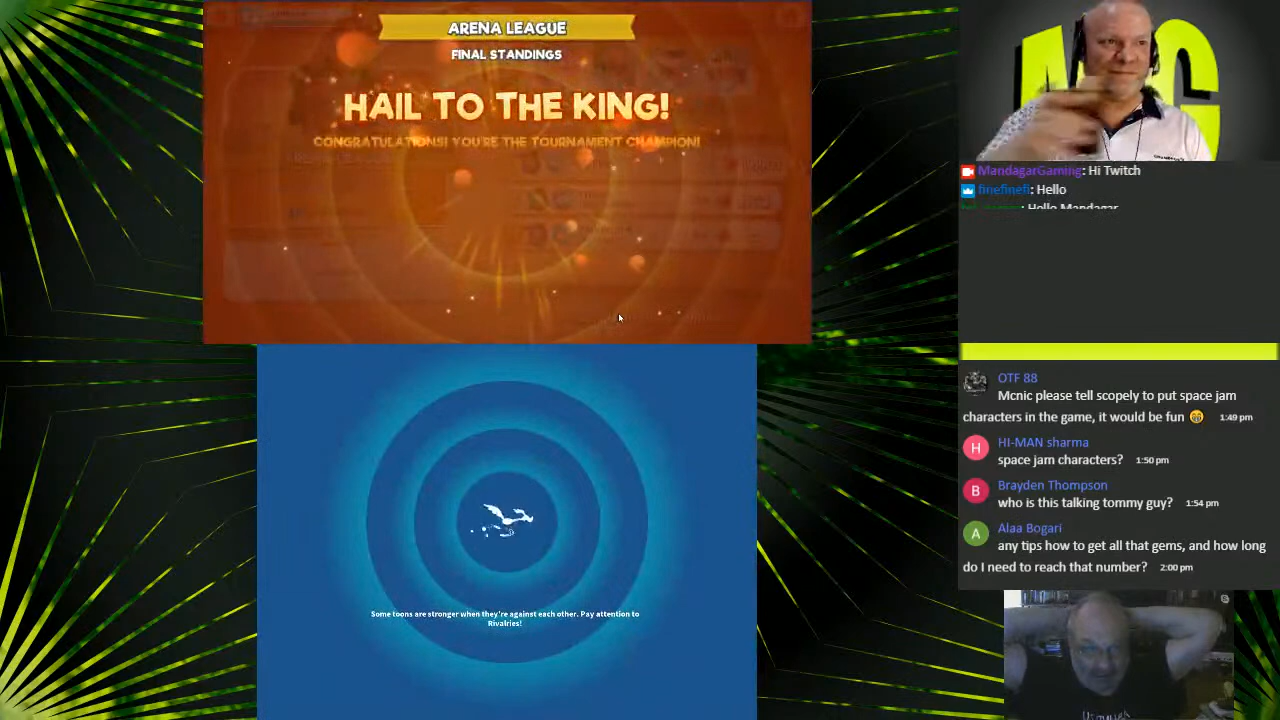 ARENA LEAGUE
FINAL STANDINGS
HAIL TO THE KING!
CONGRATULATIONS! YOU'RE THE TOURNAMENT CHAMPION!
Some toons are stronger when they're against each other. Pay attention to
Rivalries!
MandagarGaming: Hi Twitch
finefinefi: Hello
Hello Mandagar
OTF 88
Mcnic please tell scopely to put space jam
characters in the game, it would be fun 😁 1:49 pm
H HI-MAN sharma
space jam characters? 1:50 pm
B Brayden Thompson
who is this talking tommy guy? 1:54 pm
A Alaa Bogari
any tips how to get all that gems, and how long
do I need to reach that number? 2:00 pm